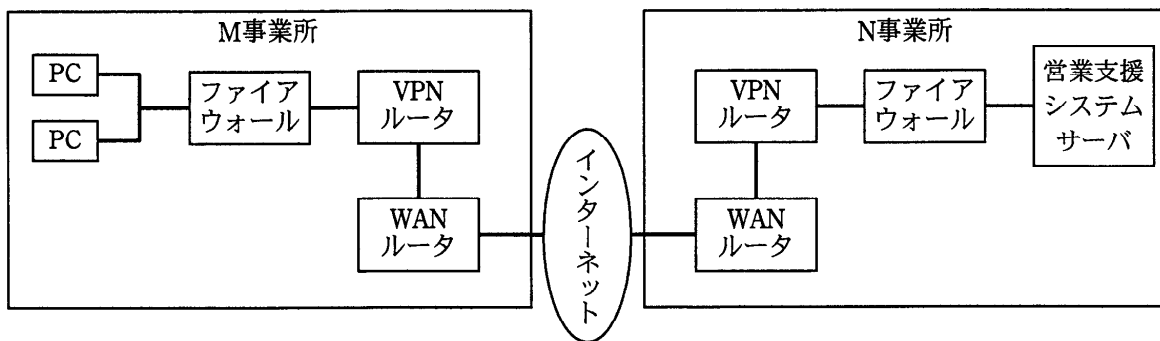 M事業所
PC
PC
ファイア
ウォール
VPN
ルータ
WAN
ルータ
インターネット
N事業所
VPN
ルータ
ファイア
ウォール
営業支援
システム
サーバ
WAN
ルータ